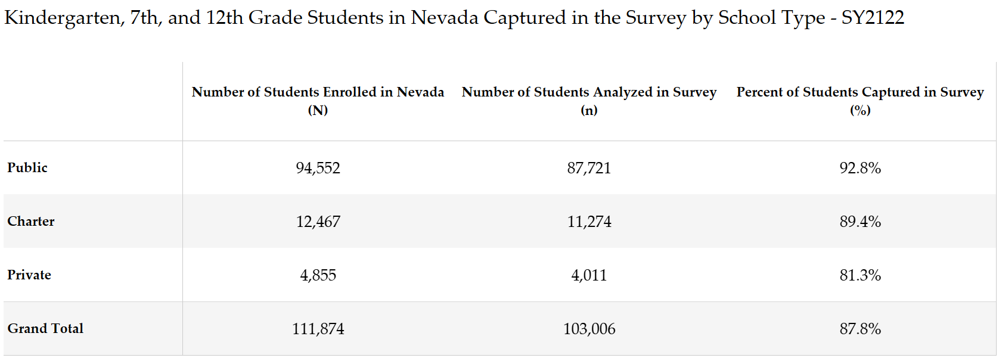 Kindergarten, 7th, and 12th Grade Students in Nevada Captured in the Survey by School Type - SY2122
Number of Students Enrolled in Nevada (N) Number of Students Analyzed in Survey (n) Percent of Students Captured in Survey (%)
Public 94,552 87,721 92.8%
Charter 12,467 11,274 89.4%
Private 4,855 4,011 81.3%
Grand Total 111,874 103,006 87.8%